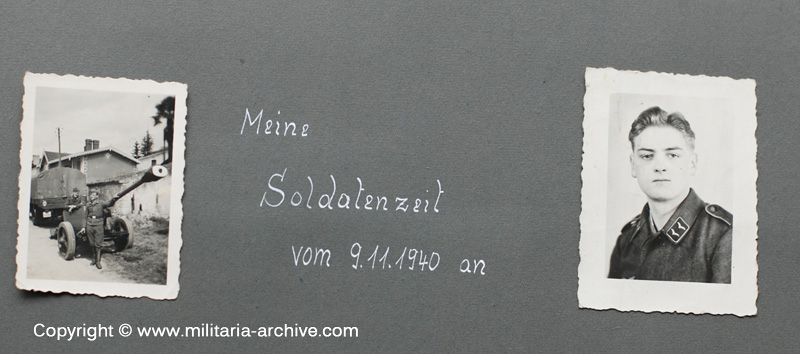 Meine
Soldatenzeit
vom 9.11.1940 an
Copyright © www.militaria-archive.com